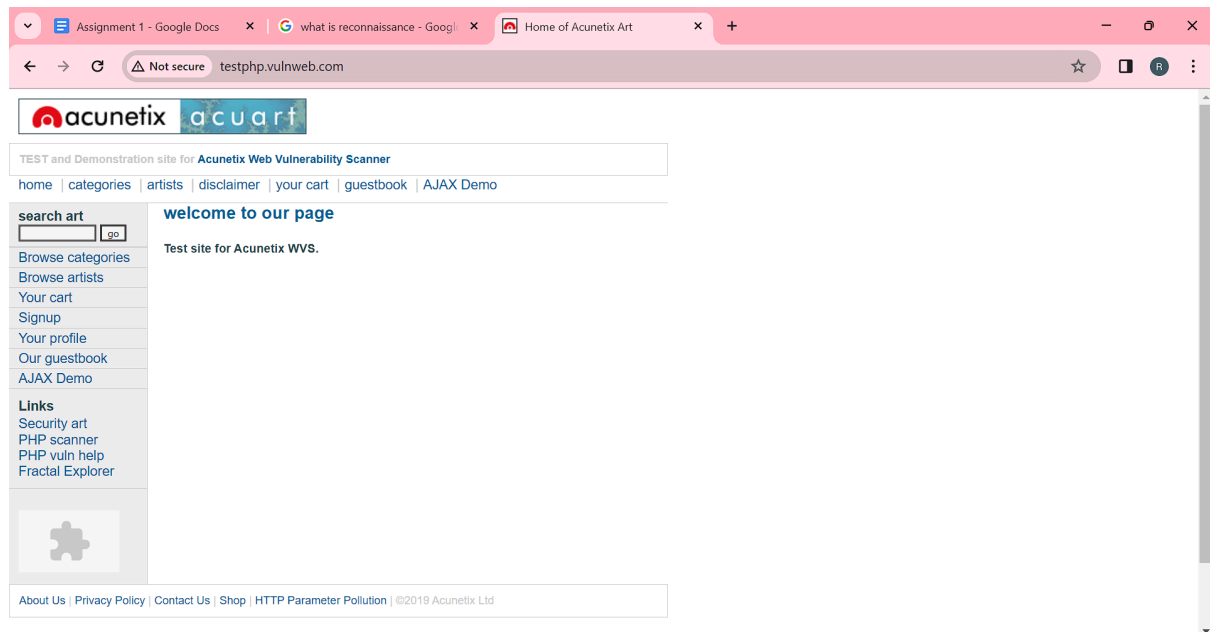 Assignment 1 - Google Docs
what is reconnaissance - Google
Home of Acunetix Art
Not secure testphp.vulnweb.com
R
acunetix acuart
TEST and Demonstration site for Acunetix Web Vulnerability Scanner
home | categories | artists | disclaimer | your cart | guestbook | AJAX Demo
search art
go
welcome to our page
Test site for Acunetix WVS.
Browse categories
Browse artists
Your cart
Signup
Your profile
Our guestbook
AJAX Demo
Links
Security art
PHP scanner
PHP vuln help
Fractal Explorer
About Us | Privacy Policy | Contact Us | Shop | HTTP Parameter Pollution | ©2019 Acunetix Ltd